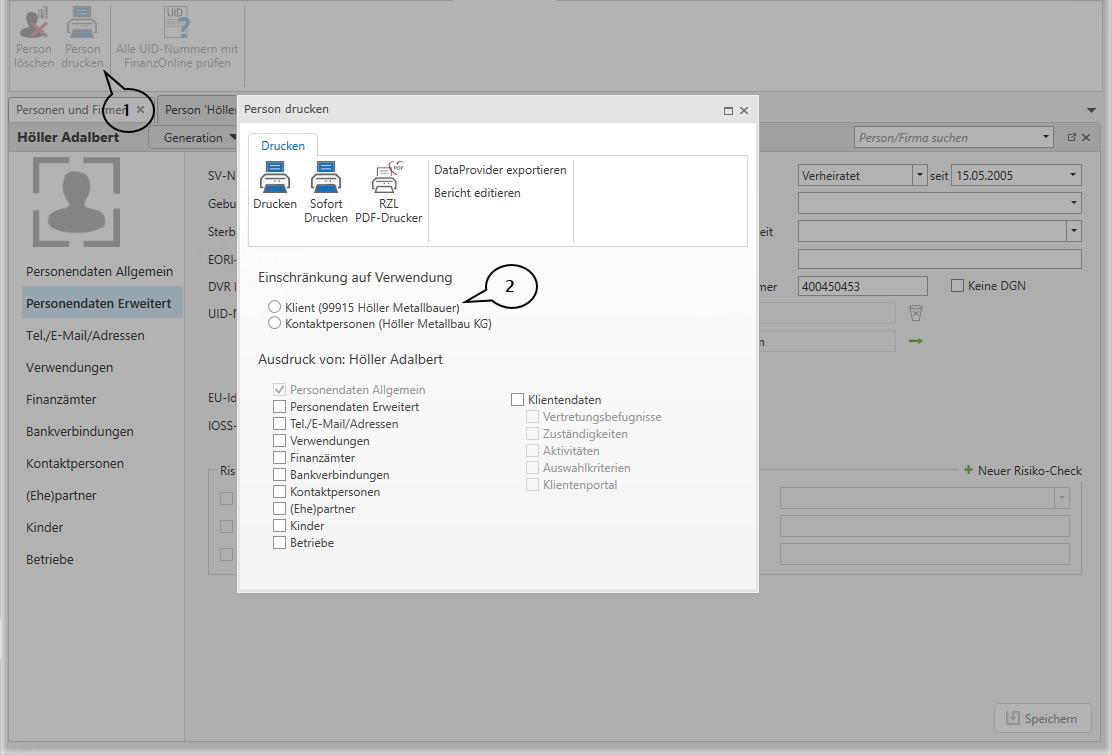 Person löschen
Person drucken
Alle UID-Nummern mit FinanzOnline prüfen
UID
1
Personen und Firmen
Person 'Höller
Höller Adalbert
Generation
Person/Firma suchen
Personendaten Allgemein
Personendaten Erweitert
Tel./E-Mail/Adressen
Verwendungen
Finanzämter
Bankverbindungen
Kontaktpersonen
(Ehe)partner
Kinder
Betriebe
SV-N
Gebu
Sterb
EORI-
DVR
UID-N
EU-Id
IOSS-
Ris
Verheiratet
seit
15.05.2005
eit
mer
400450453
Keine DGN
n
Neuer Risiko-Check
Speichern
Person drucken
Drucken
Drucken
Sofort Drucken
PDF
RZL PDF-Drucker
DataProvider exportieren
Bericht editieren
Einschränkung auf Verwendung
2
Klient (99915 Höller Metallbauer)
Kontaktpersonen (Höller Metallbau KG)
Ausdruck von: Höller Adalbert
Personendaten Allgemein
Personendaten Erweitert
Tel./E-Mail/Adressen
Verwendungen
Finanzämter
Bankverbindungen
Kontaktpersonen
(Ehe)partner
Kinder
Betriebe
Klientendaten
Vertretungsbefugnisse
Zuständigkeiten
Aktivitäten
Auswahlkriterien
Klientenportal